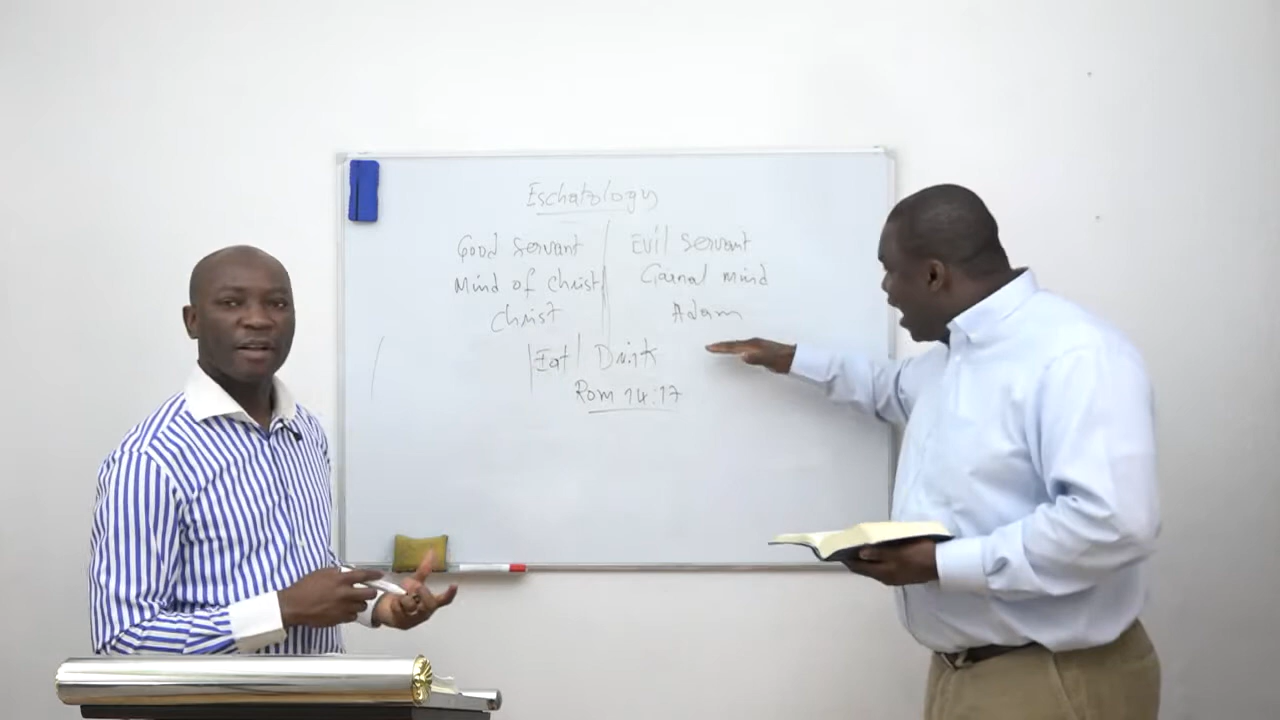 Eschatology
Good Servant | Evil Servant
Mind of Christ | Carnal mind
Christ | Adam
|Eat| Drink
Rom 14:17